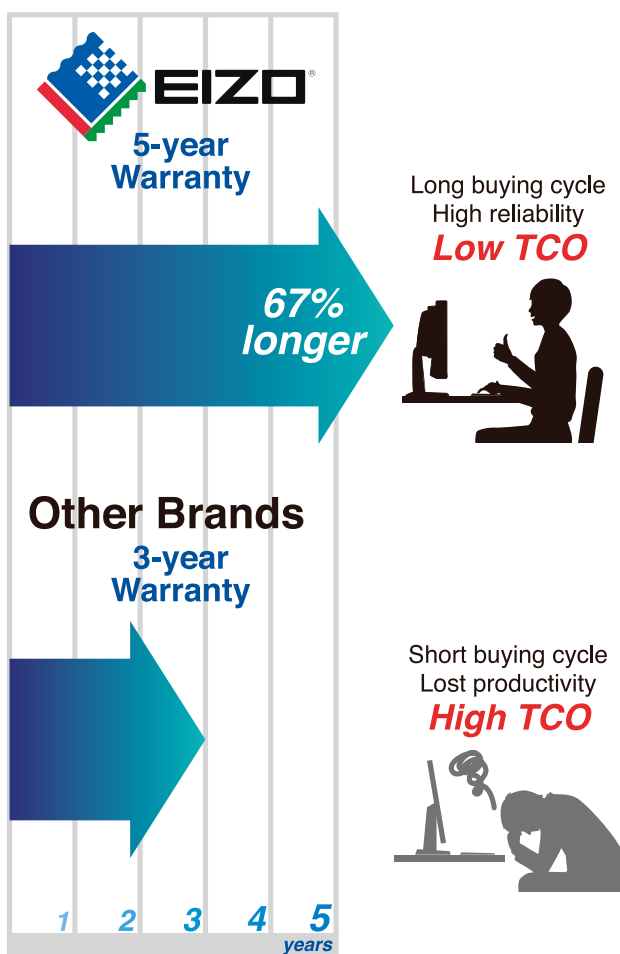 EIZO®
5-year
Warranty
67%
longer
Long buying cycle
High reliability
Low TCO
Other Brands
3-year
Warranty
Short buying cycle
Lost productivity
High TCO
1 2 3 4 5
years